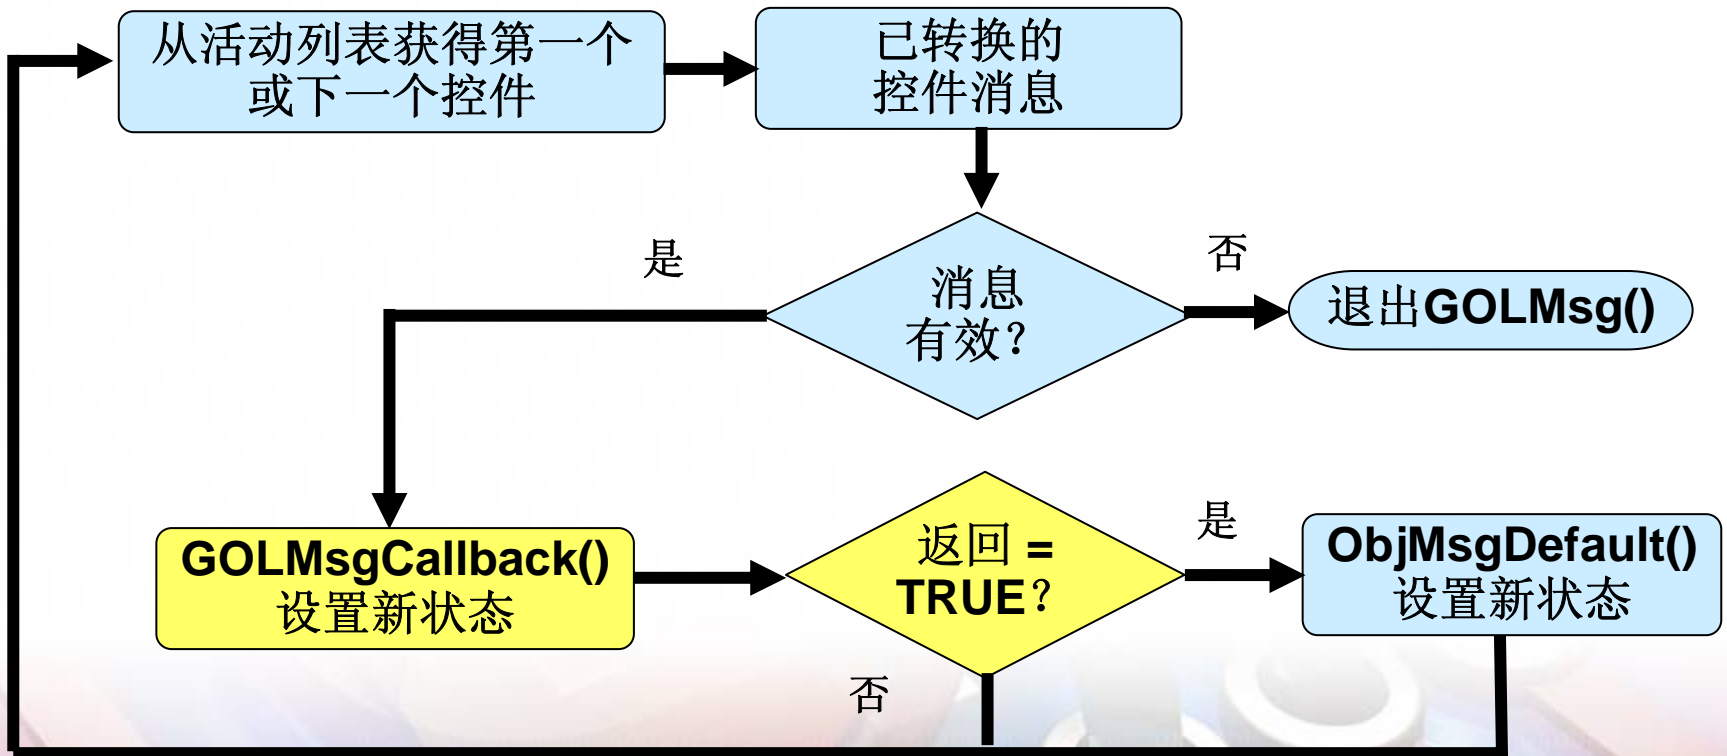 从活动列表获得第一个
或下一个控件
已转换的
控件消息
是
否
消息
有效?
退出GOLMsg()
GOLMsgCallback()
设置新状态
返回 =
TRUE?
是
ObjMsgDefault()
设置新状态
否